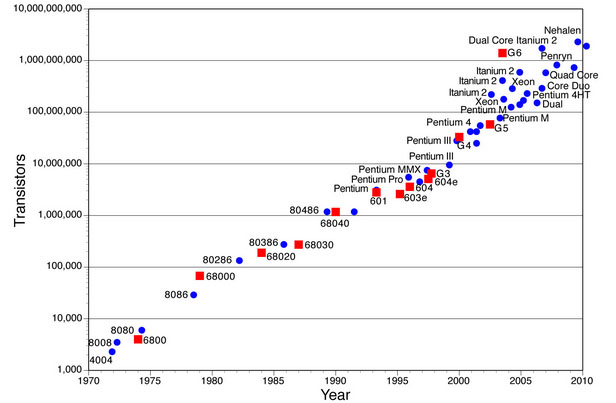 10,000,000,000
Nehalen
Dual Core Itanium 2
G6
1,000,000,000
Penryn
Itanium 2
Quad Core
Itanium 2
Xeon
Core Duo
Itanium 2
Pentium 4HT
Xeon
Dual
100,000,000
Pentium M
Pentium M
Pentium 4
G5
Pentium III
G4
Pentium III
10,000,000
Pentium MMX
G3
Pentium Pro
604e
Pentium
604
601
603e
80486
1,000,000
68040
80386
68030
80286
68020
100,000
68000
8086
10,000
8080
8008
6800
4004
1,000
Transistors
1970
1975
1980
1985
1990
1995
2000
2005
2010
Year